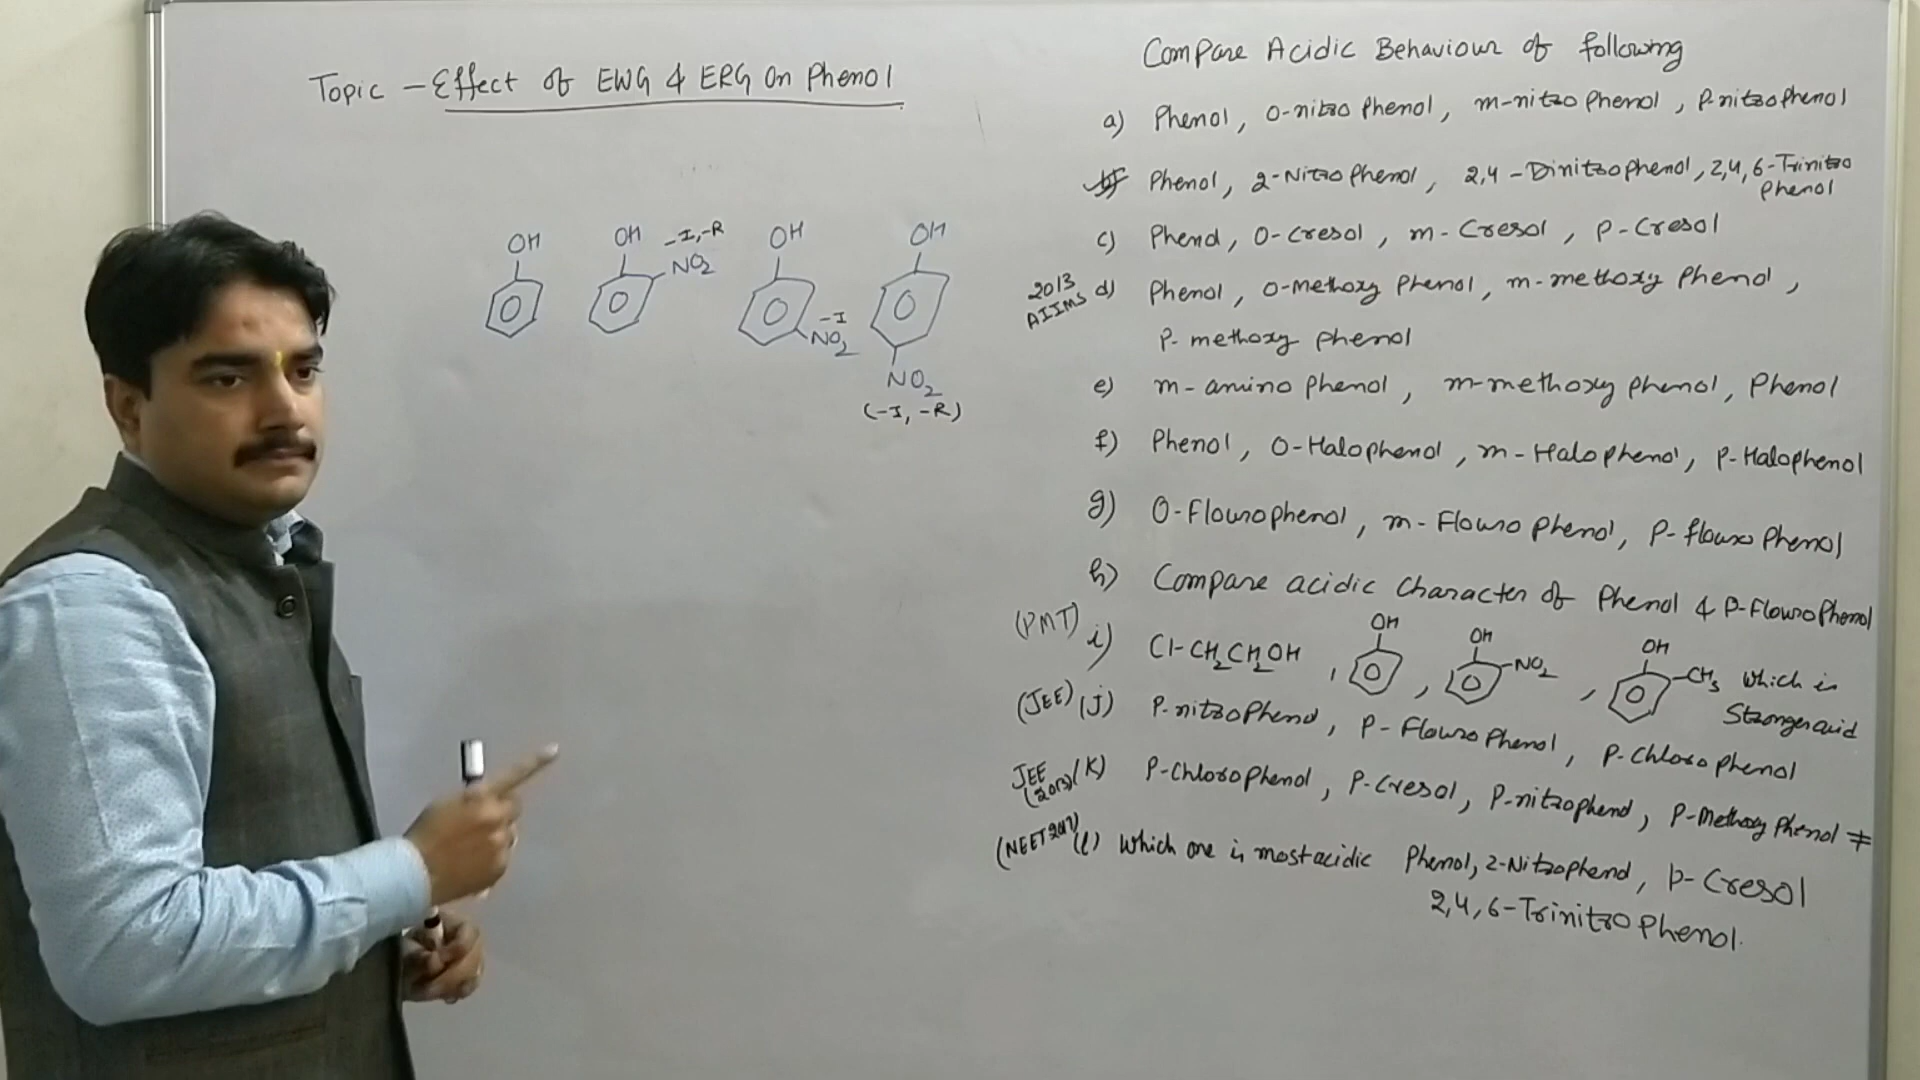 Topic - Effect of EWG & ERG On Phenol
OH
OH -I,-R
NO2
OH
-I
NO2
OH
NO2
(-I, -R)
Compare Acidic Behaviour of following
a) Phenol, O-nitro Phenol, m-nitro Phenol, P-nitrophenol
b) Phenol, 2-Nitro Phenol, 2,4-Dinitrophenol, 2,4,6-Trinitro
Phenol
c) Phenol, O-Cresol, m-Cresol, P-Cresol
2013 AIIMS d) Phenol, O-Methoxy Phenol, m-methoxy Phenol,
P-methoxy phenol
e) m-amino phenol, m-methoxy phenol, Phenol
f) Phenol, O-Halophenol, m-Halophenol, P-Halophenol
g) O-Flourophenol, m-Flouro Phenol, P-flouro Phenol
h) Compare acidic Character of Phenol & P-Flourophenol
(PMT) i) Cl-CH2CH2OH, OH, OH -NO2, OH -CH3 which is
Stronger acid
(JEE) (j) P-nitroPhenol, P-Flouro Phenol, P-Chlorophenol
JEE (2013) (K) P-Chlorophenol, P-Cresol, P-nitrophenol, P-Methoxy Phenol ≠
(NEET 2017) (l) Which one is most acidic Phenol, 2-Nitrophenol, p-Cresol
2,4,6-Trinitro Phenol.